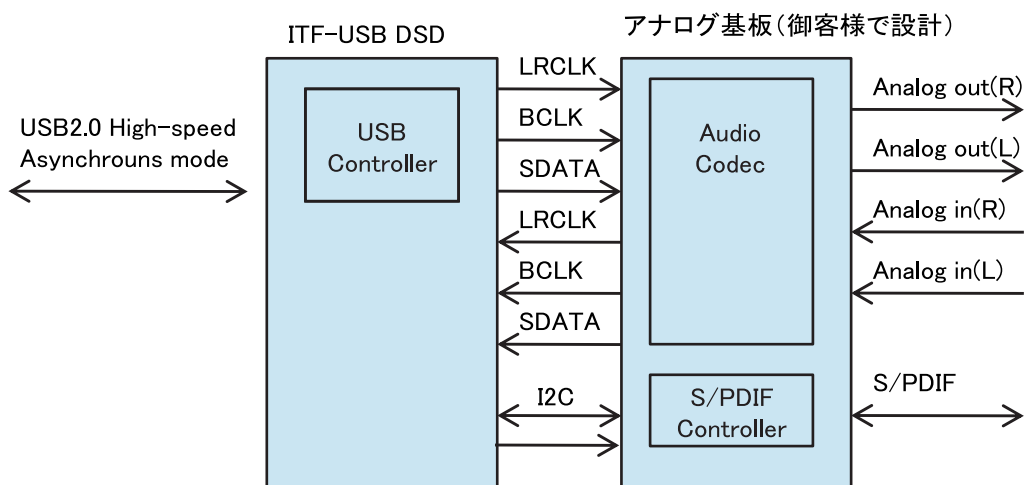 ITF-USB DSD
アナログ基板(御客様で設計)
USB2.0 High-speed
Asynchrouns mode
USB
Controller
LRCLK
BCLK
SDATA
LRCLK
BCLK
SDATA
I2C
Audio
Codec
S/PDIF
Controller
Analog out(R)
Analog out(L)
Analog in(R)
Analog in(L)
S/PDIF